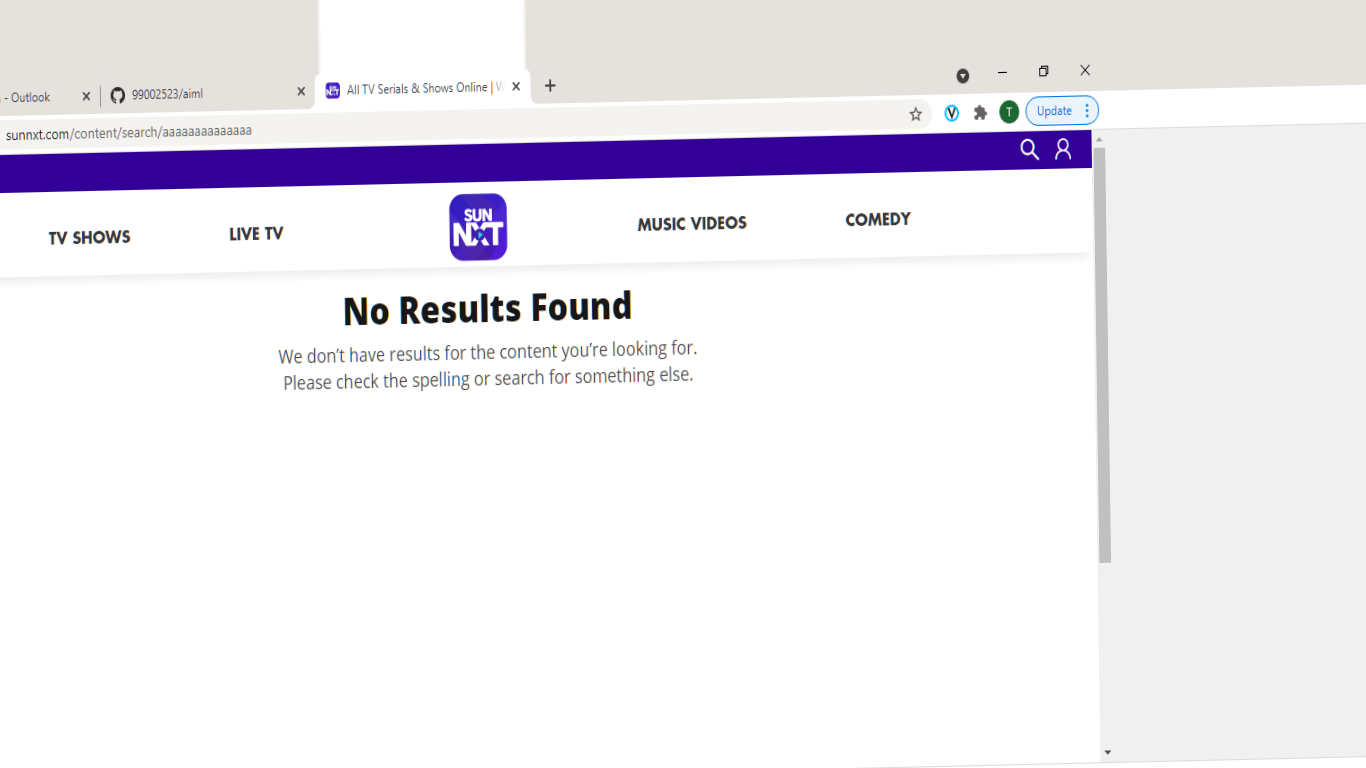 - Outlook
99002523/aiml
All TV Serials & Shows Online |
sunnxt.com/content/search/aaaaaaaaaaaaaa
T
Update
TV SHOWS
LIVE TV
SUN
NXT
MUSIC VIDEOS
COMEDY
No Results Found
We don't have results for the content you're looking for.
Please check the spelling or search for something else.